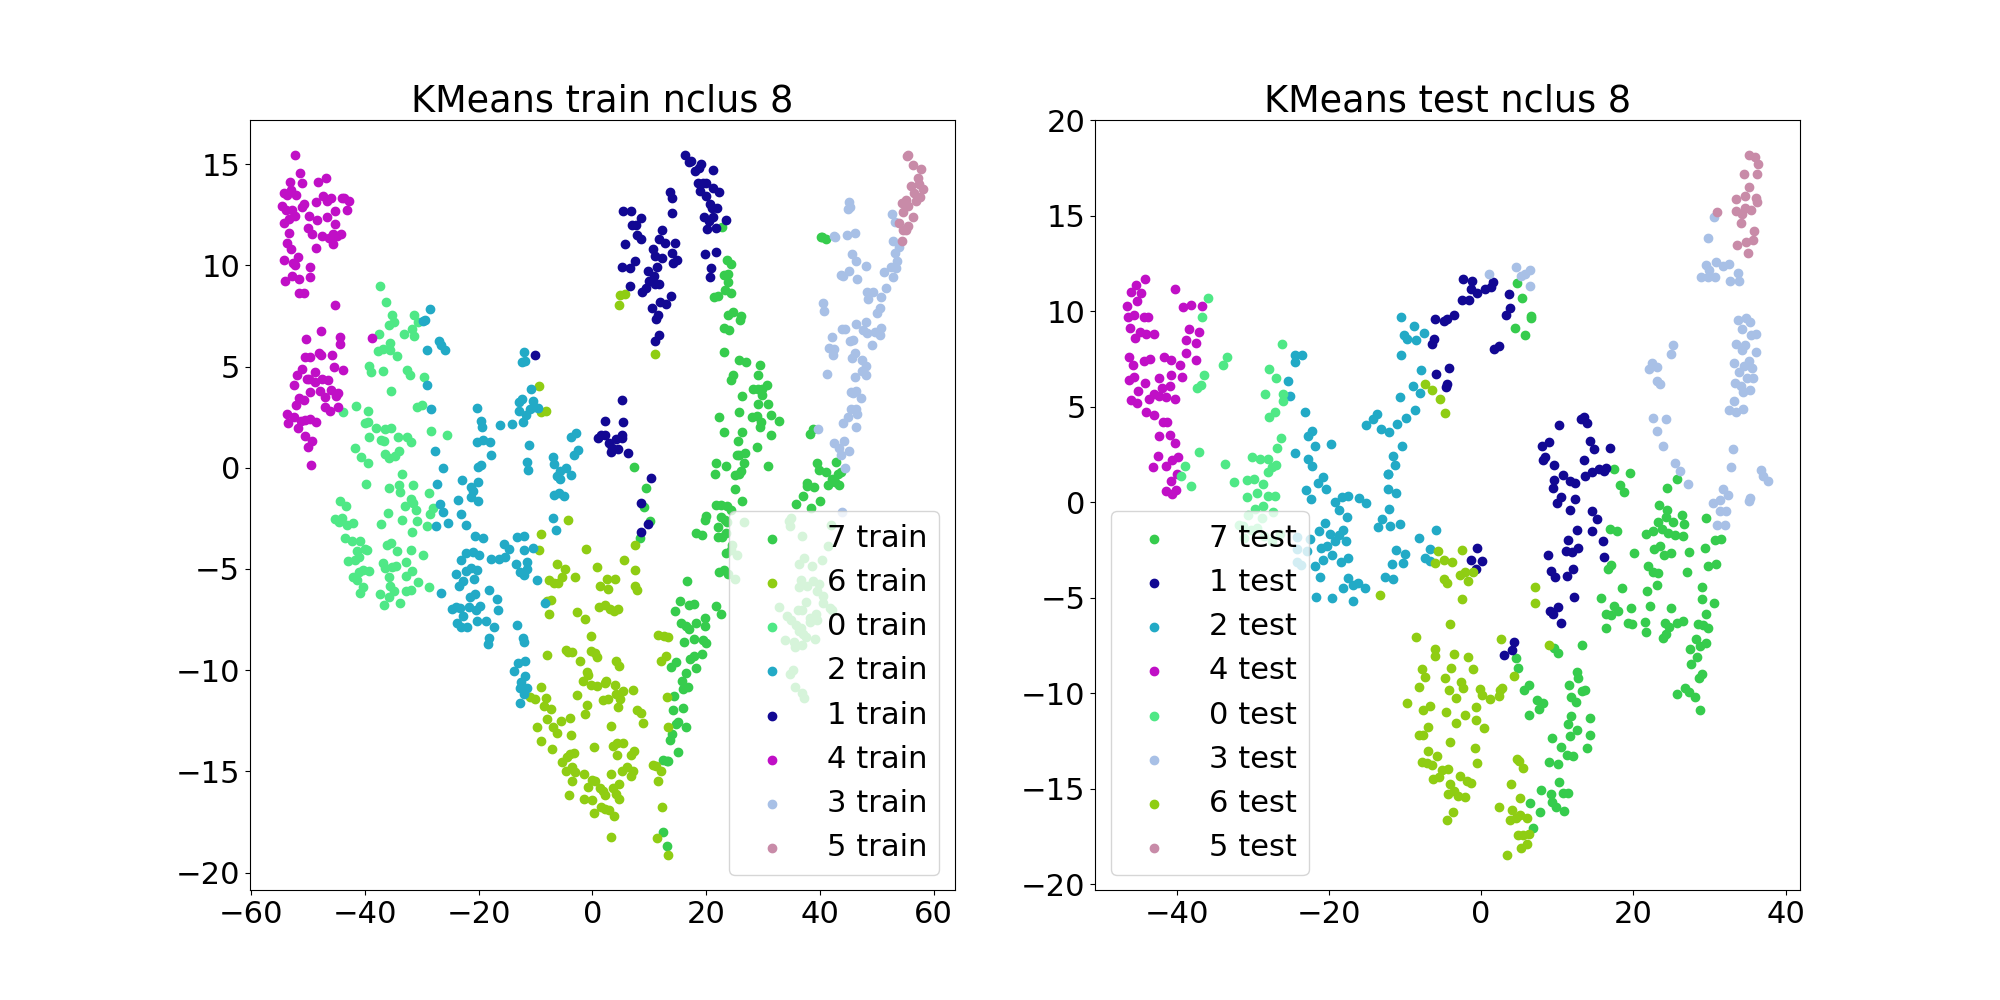 KMeans train nclus 8
15
10
5
0
−5
−10
−15
−20
−60 −40 −20 0 20 40 60
7 train
6 train
0 train
2 train
1 train
4 train
3 train
5 train
KMeans test nclus 8
20
15
10
5
0
−5
−10
−15
−20
−40 −20 0 20 40
7 test
1 test
2 test
4 test
0 test
3 test
6 test
5 test